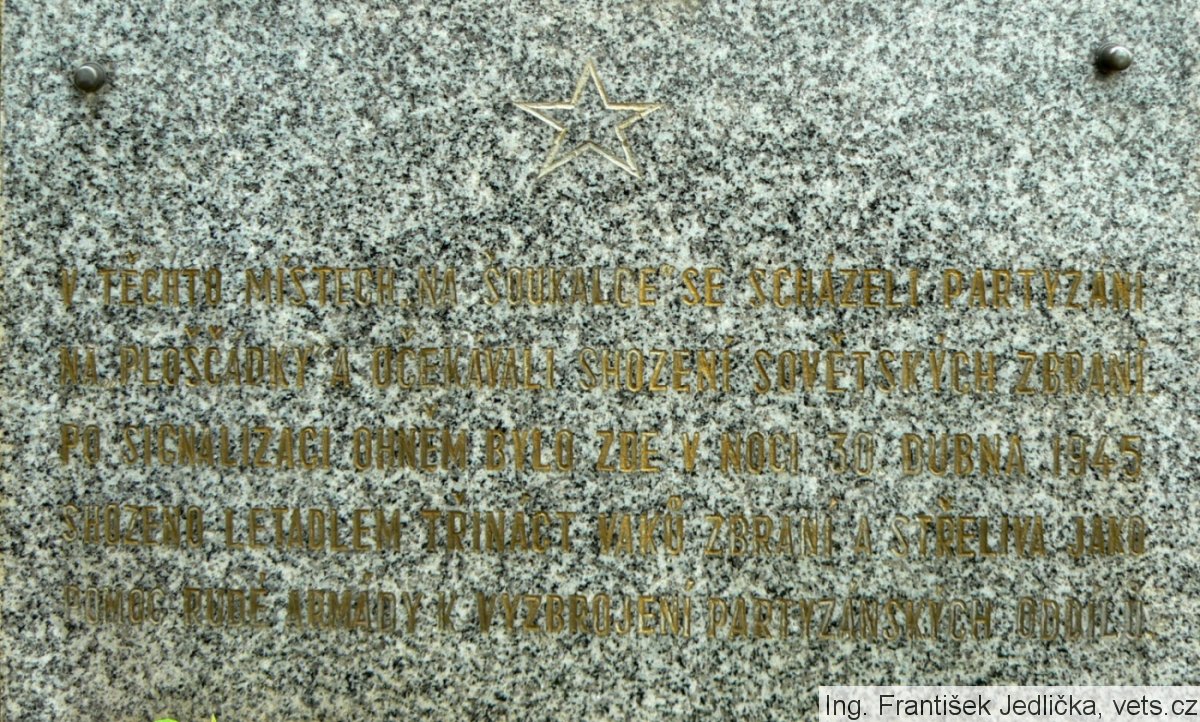 V TĚCHTO MÍSTECH „NA ŠOUKALCE" SE SCHÁZELI PARTYZÁNI
NA „PLOŠČÁDKY" A OČEKÁVALI SHOZENÍ SOVĚTSKÝCH ZBRANÍ.
PO SIGNALIZACI OHNĚM BYLO ZDE V NOCI 30 DUBNA 1945
SHOZENO LETADLEM TŘINÁCT VAKŮ ZBRANÍ A STŘELIVA JAKO
POMOC RUDÉ ARMÁDY K VYZBROJENÍ PARTYZÁNSKÝCH ODDÍLŮ.
Ing. František Jedlička, vets.cz